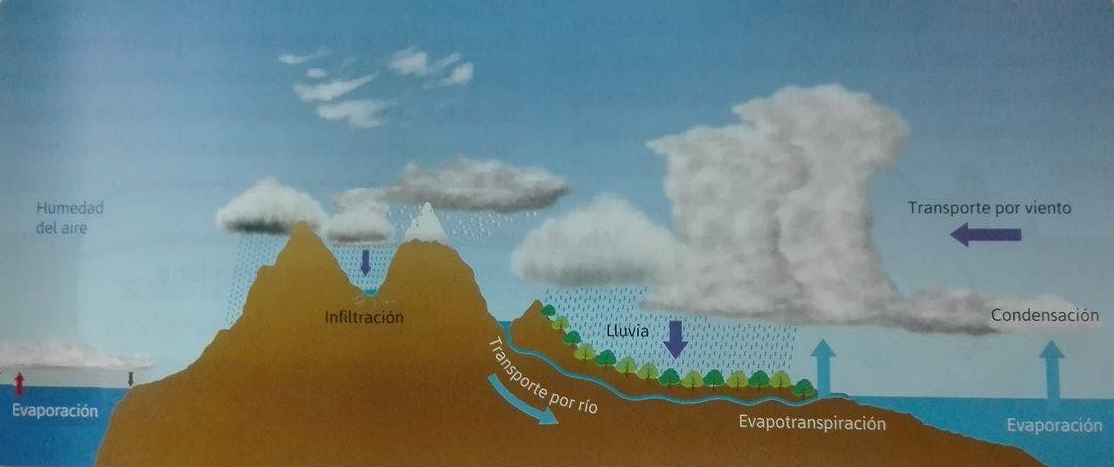 Humedad
del aire
Transporte por viento
Condensación
Infiltración
Lluvia
Transporte por río
Evaporación
Evapotranspiración
Evaporación